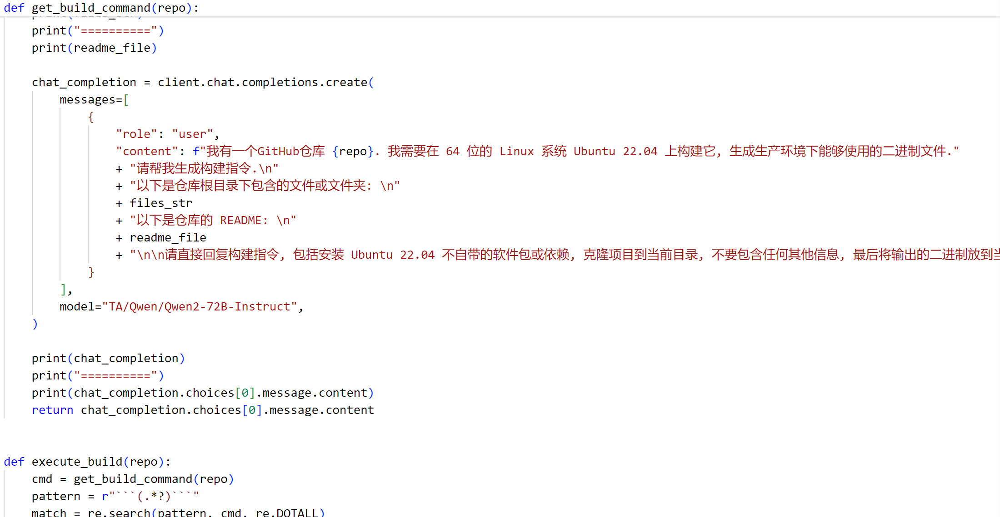 def get_build_command(repo):
print(files_str)
print("==========")
print(readme_file)
chat_completion = client.chat.completions.create(
messages=[
{
"role": "user",
"content": f"我有一个GitHub仓库 {repo}. 我需要在 64 位的 Linux 系统 Ubuntu 22.04 上构建它, 生成生产环境下能够使用的二进制文件."
+ "请帮我生成构建指令.\n"
+ "以下是仓库根目录下包含的文件或文件夹: \n"
+ files_str
+ "以下是仓库的 README: \n"
+ readme_file
+ "\n\n请直接回复构建指令, 包括安装 Ubuntu 22.04 不自带的软件包或依赖, 克隆项目到当前目录, 不要包含任何其他信息, 最后将输出的二进制放到当
}
],
model="TA/Qwen/Qwen2-72B-Instruct",
)
print(chat_completion)
print("==========")
print(chat_completion.choices[0].message.content)
return chat_completion.choices[0].message.content
def execute_build(repo):
cmd = get_build_command(repo)
pattern = r"```(.*?)```"
match = re.search(pattern, cmd, re.DOTALL)